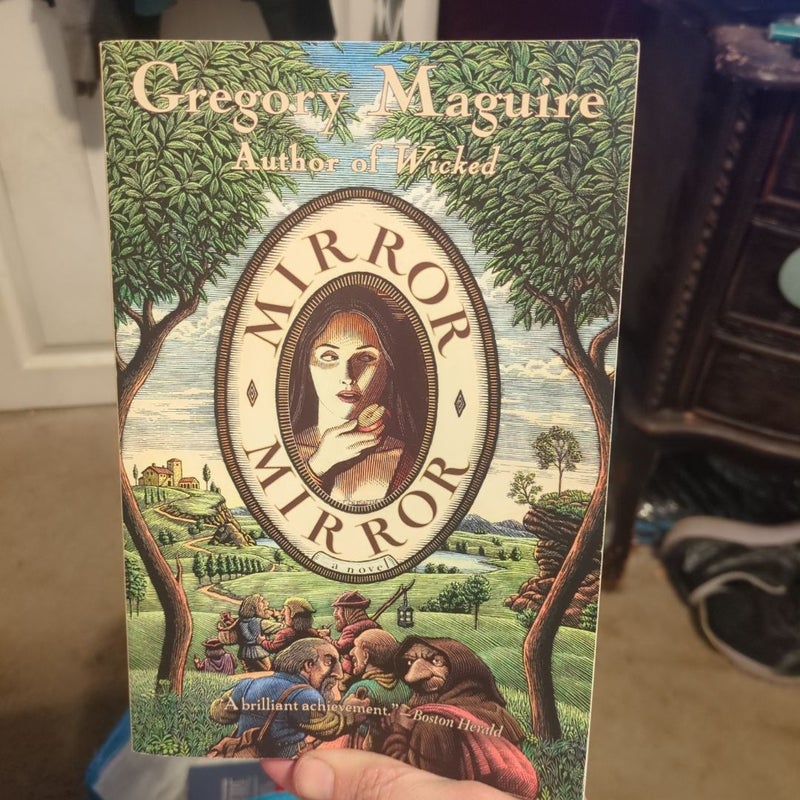 Gregory Maguire
Author of Wicked
MIRROR
MIRROR
a novel
"A brilliant achievement." —Boston Herald